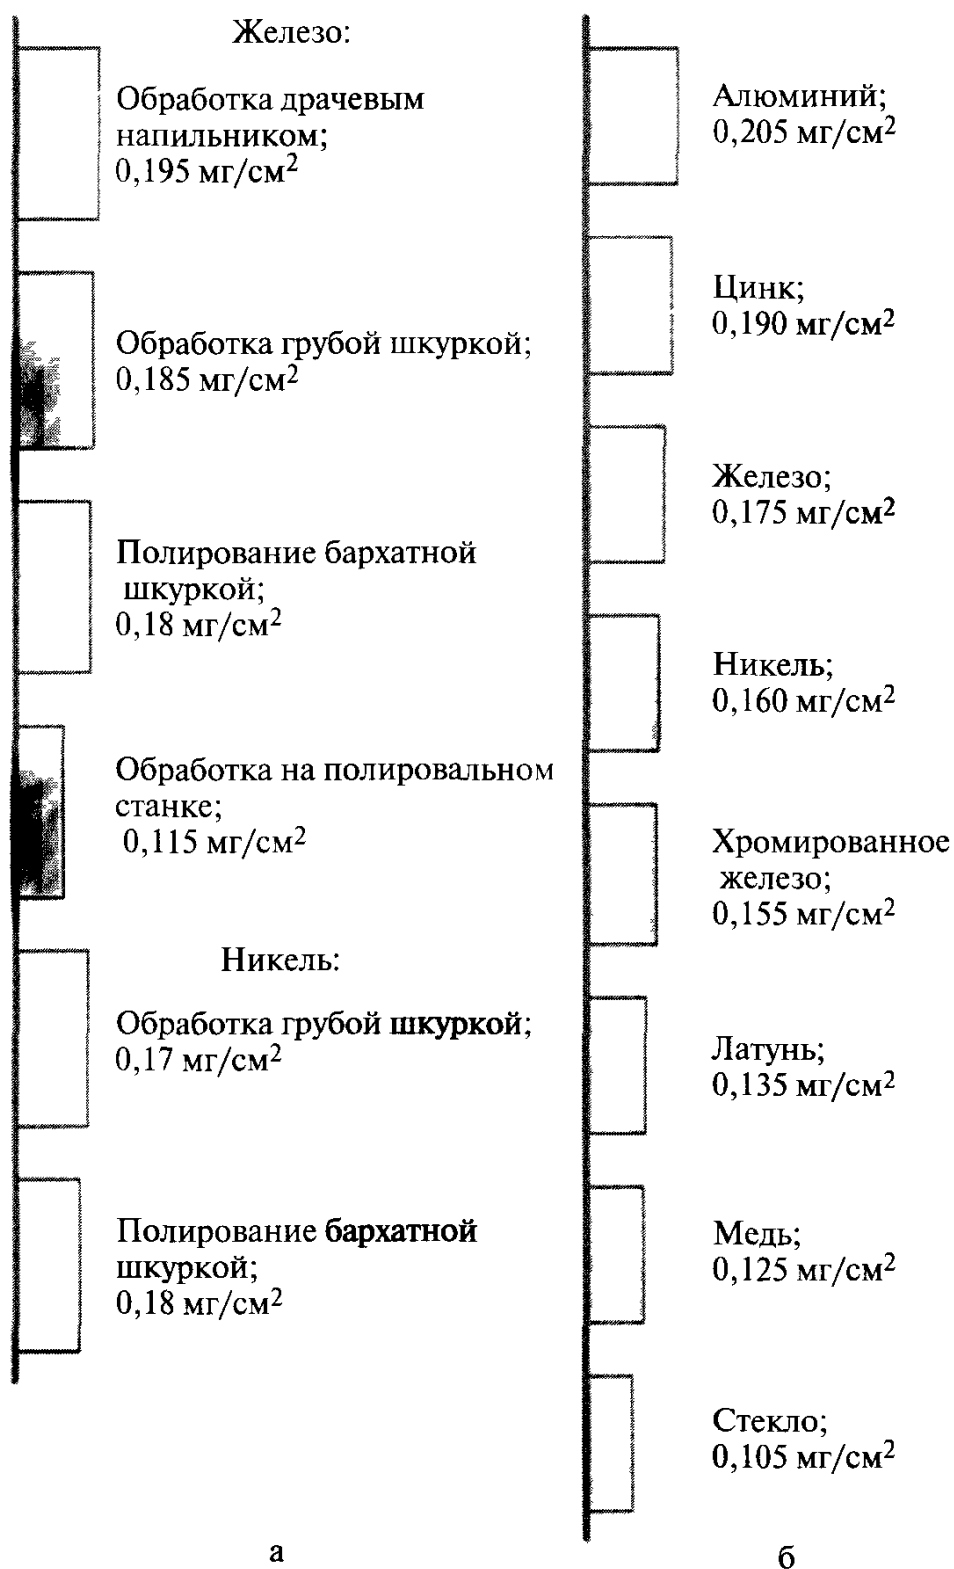 Железо:
Обработка драчевым
напильником;
0,195 мг/см²
Обработка грубой шкуркой;
0,185 мг/см²
Полирование бархатной
шкуркой;
0,18 мг/см²
Обработка на полировальном
станке;
0,115 мг/см²
Никель:
Обработка грубой шкуркой;
0,17 мг/см²
Полирование бархатной
шкуркой;
0,18 мг/см²
а
Алюминий;
0,205 мг/см²
Цинк;
0,190 мг/см²
Железо;
0,175 мг/см²
Никель;
0,160 мг/см²
Хромированное
железо;
0,155 мг/см²
Латунь;
0,135 мг/см²
Медь;
0,125 мг/см²
Стекло;
0,105 мг/см²
б